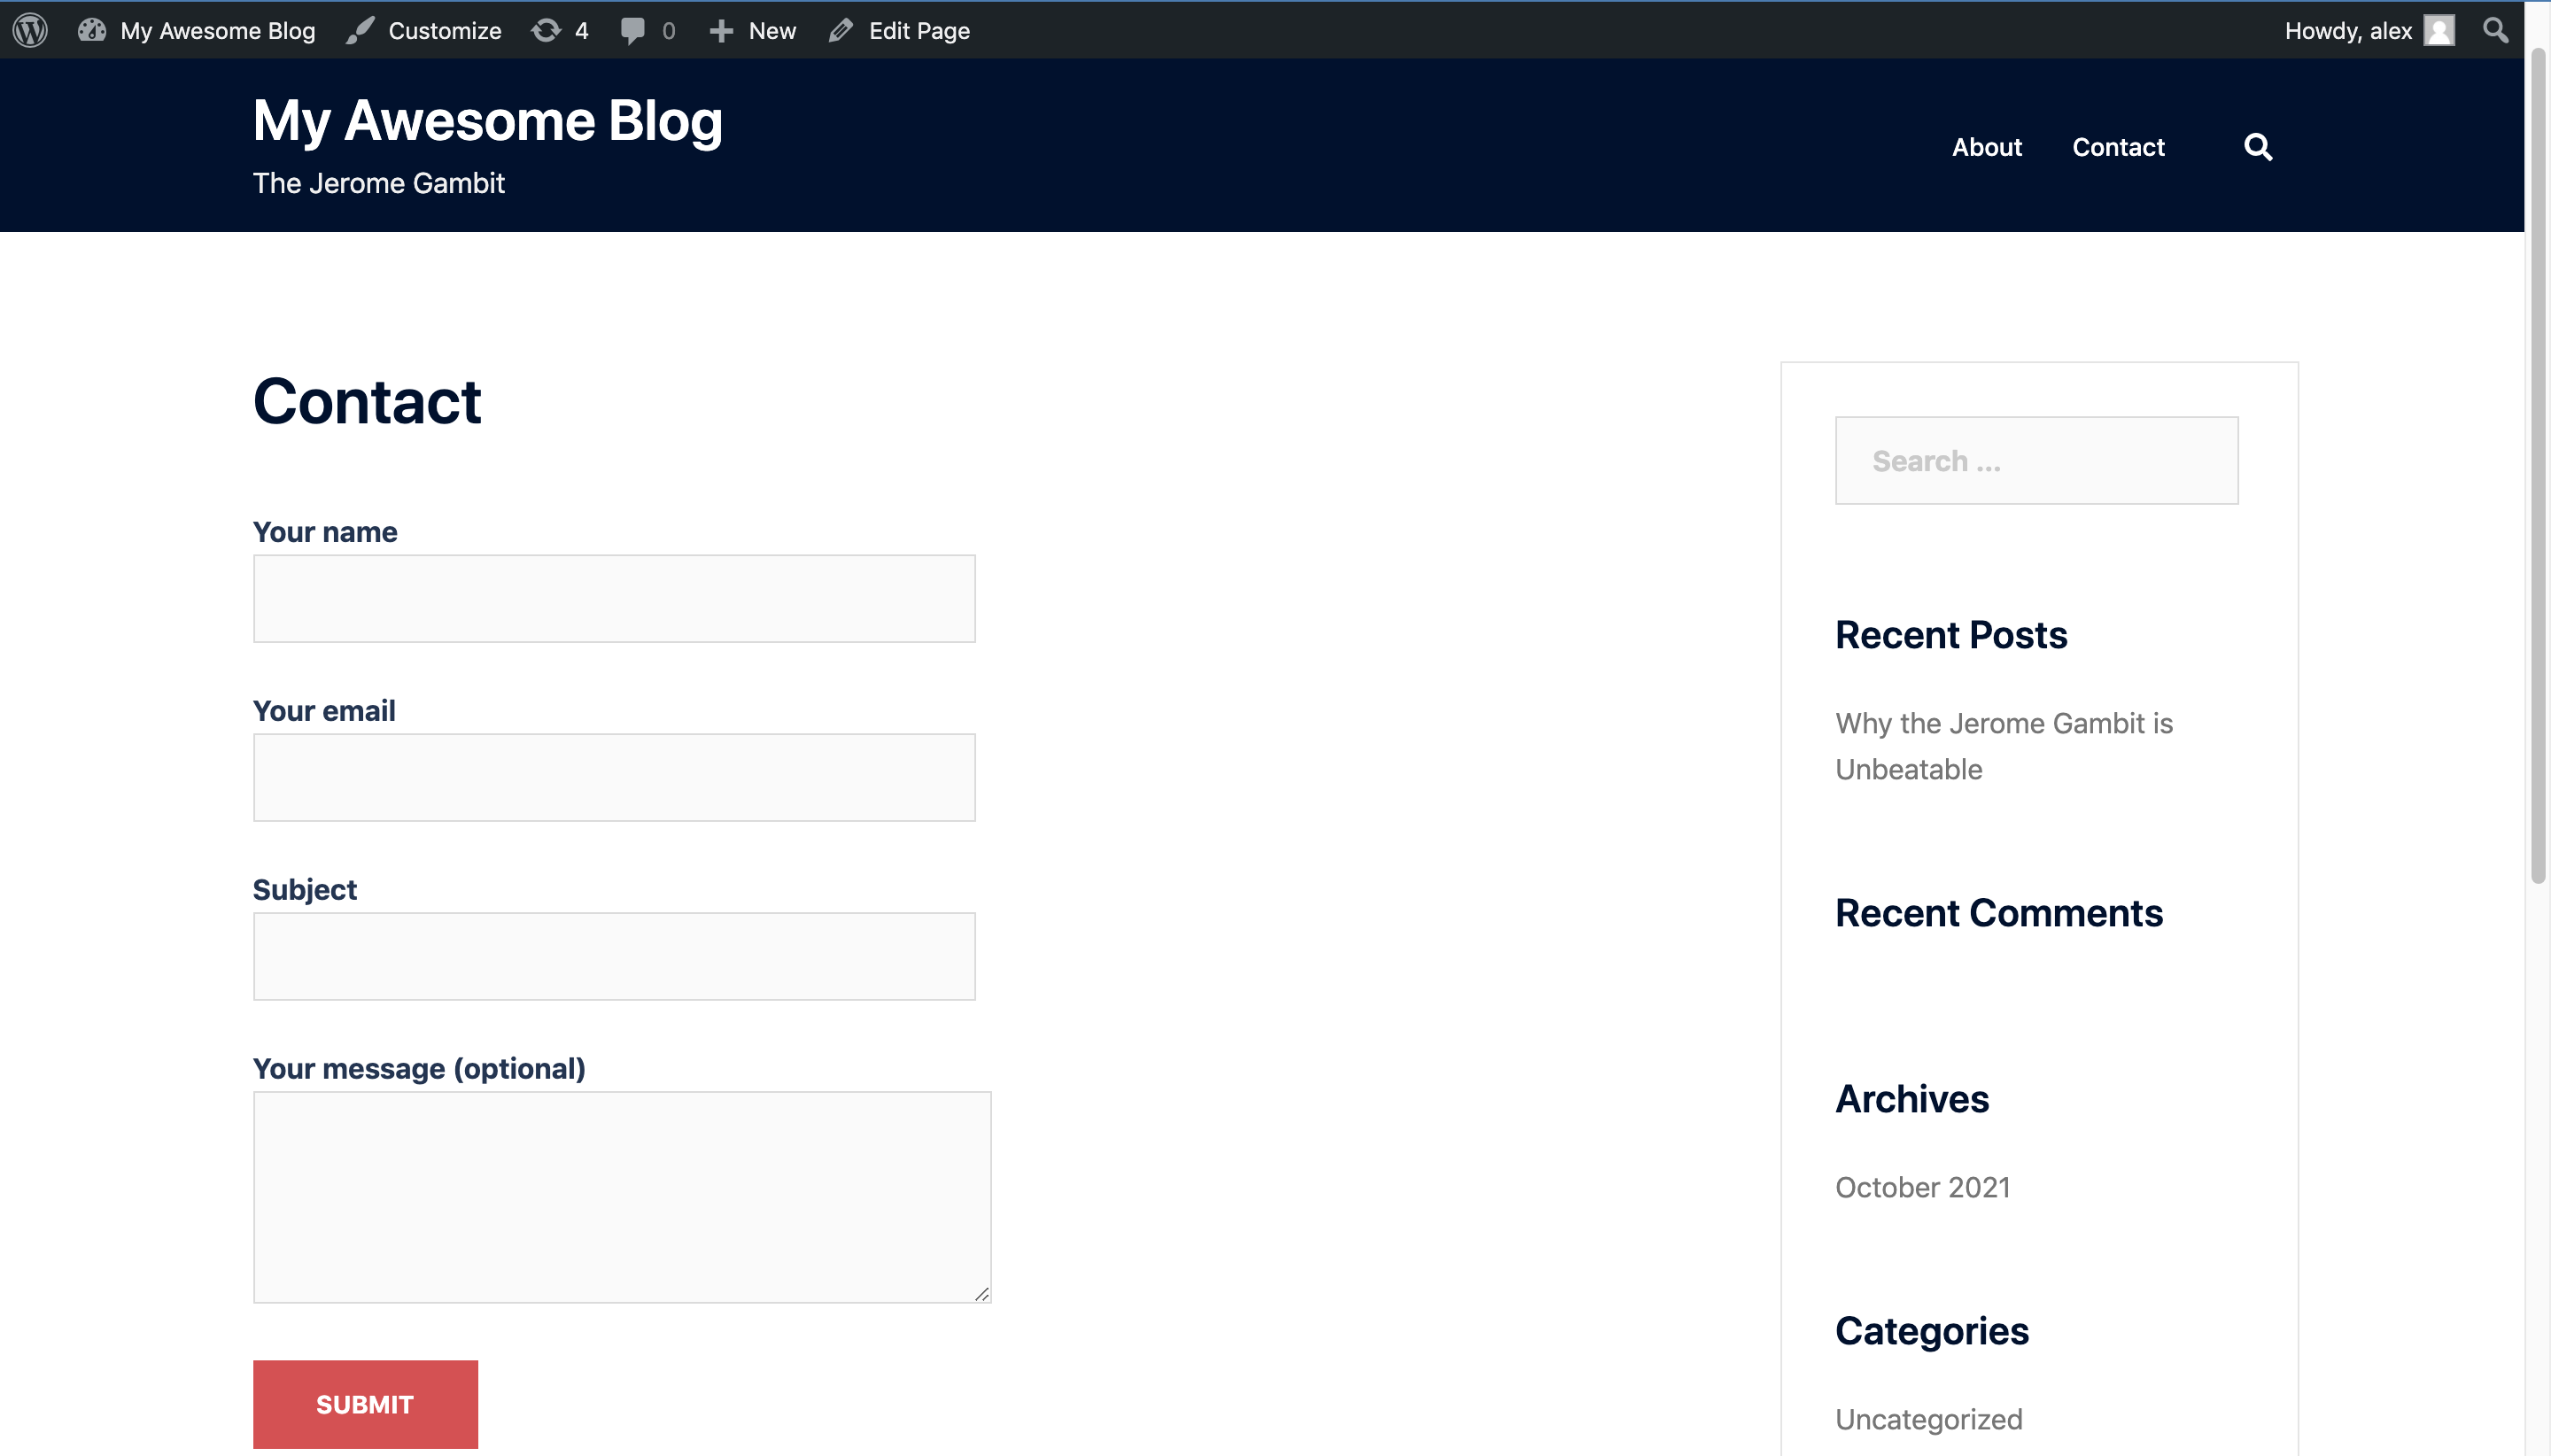 My Awesome Blog Customize 4 0 New Edit Page Howdy, alex
My Awesome Blog
The Jerome Gambit
About Contact
Contact
Your name
Your email
Subject
Your message (optional)
SUBMIT
Search ...
Recent Posts
Why the Jerome Gambit is
Unbeatable
Recent Comments
Archives
October 2021
Categories
Uncategorized